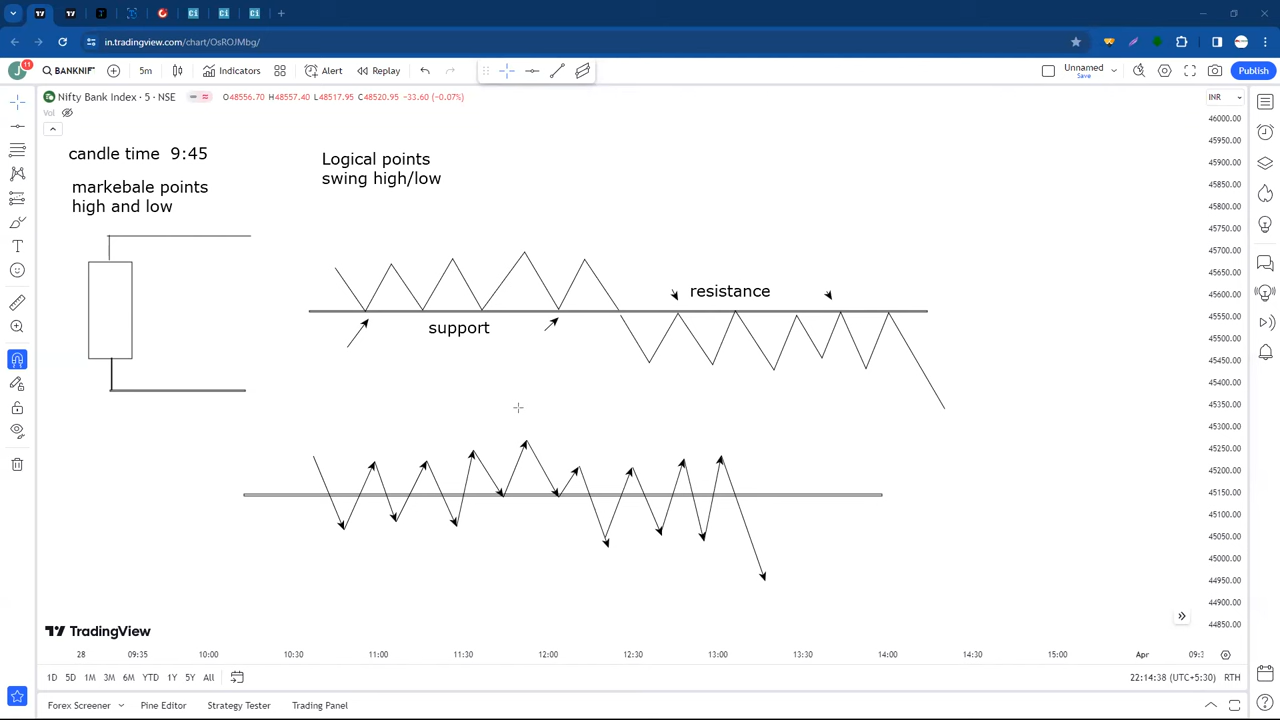 in.tradingview.com/chart/OsROJMbg/
11
BANKNIF
5m
Indicators
Alert
Replay
Unnamed
Save
Publish
Nifty Bank Index · 5 · NSE
O48556.70 H48557.40 L48517.95 C48520.95 -33.60 (-0.07%)
INR
Vol
candle time 9:45
markebale points
high and low
Logical points
swing high/low
support
resistance
46000.00
45950.00
45900.00
45850.00
45800.00
45750.00
45700.00
45650.00
45600.00
45550.00
45500.00
45450.00
45400.00
45350.00
45300.00
45250.00
45200.00
45150.00
45100.00
45050.00
45000.00
44950.00
44900.00
44850.00
TradingView
28 09:35 10:00 10:30 11:00 11:30 12:00 12:30 13:00 13:30 14:00 15:00 Apr 09:3
1D 5D 1M 3M 6M YTD 1Y 5Y All
22:14:38 (UTC+5:30) RTH
Forex Screener Pine Editor Strategy Tester Trading Panel